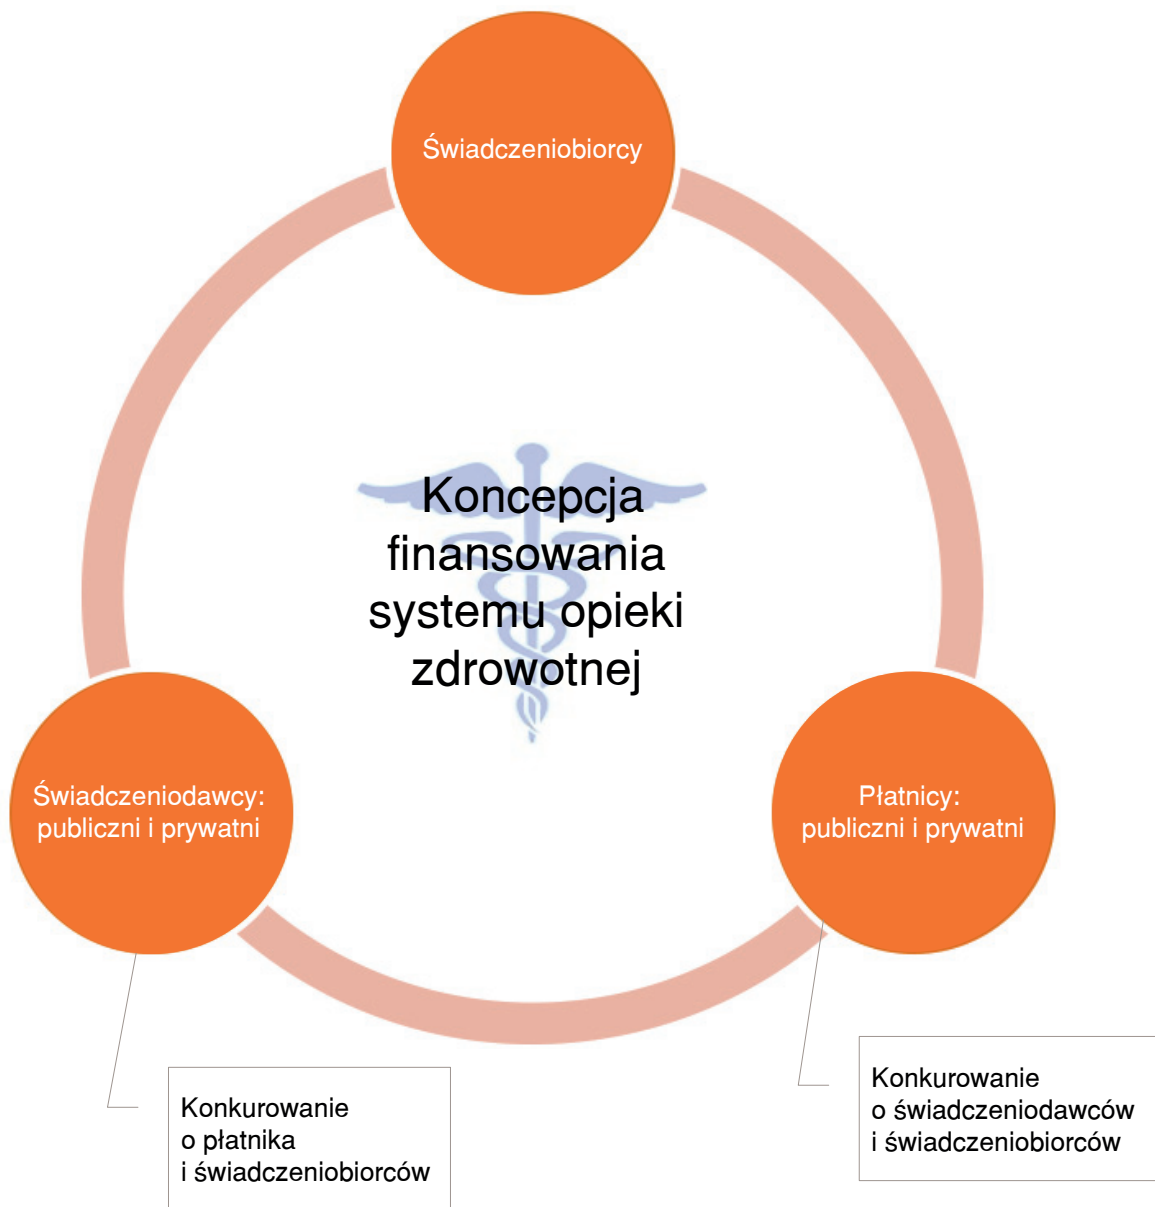 Świadczeniobiorcy
Koncepcja
finansowania
systemu opieki
zdrowotnej
Świadczeniodawcy:
publiczni i prywatni
Płatnicy:
publiczni i prywatni
Konkurowanie
o płatnika
i świadczeniobiorców
Konkurowanie
o świadczeniodawców
i świadczeniobiorców